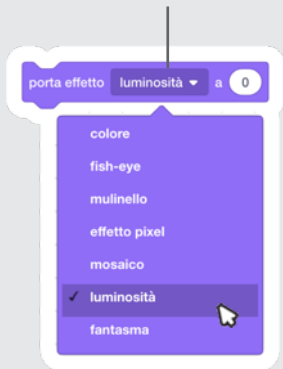 porta effetto luminosità a 0
colore
fish-eye
mulinello
effetto pixel
mosaico
luminosità
fantasma